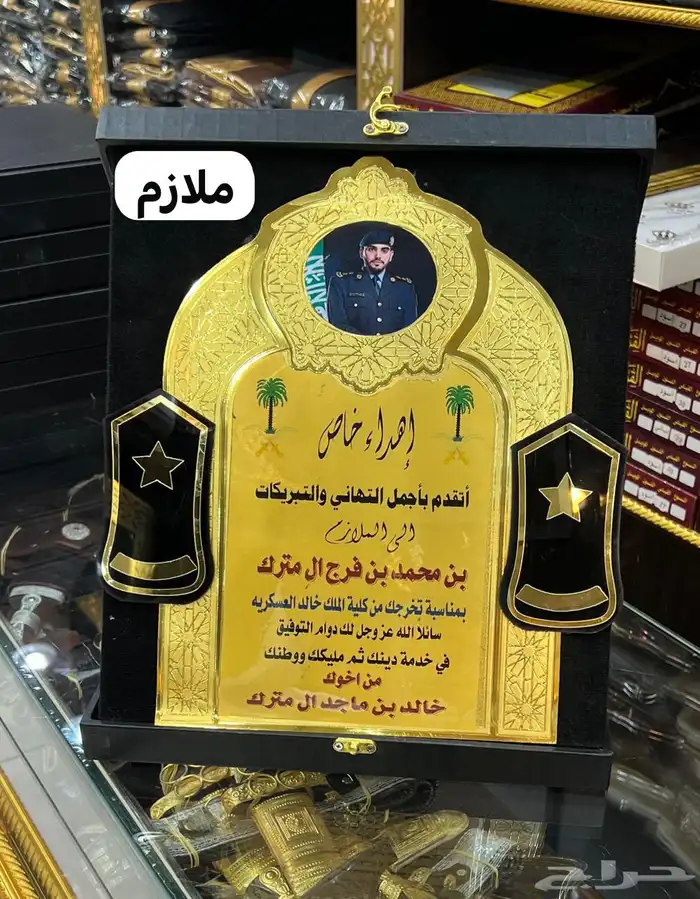 ملازم
إهداء خاص
أتقدم بأجمل التهاني والتبريكات
الى الملازم
بن محمد بن فرج ال مترك
بمناسبة تخرجك من كلية الملك خالد العسكريه
سائلاً الله عز وجل لك دوام التوفيق
في خدمة دينك ثم مليكك ووطنك
من اخوك
خالد بن ماجد ال مترك
حراج